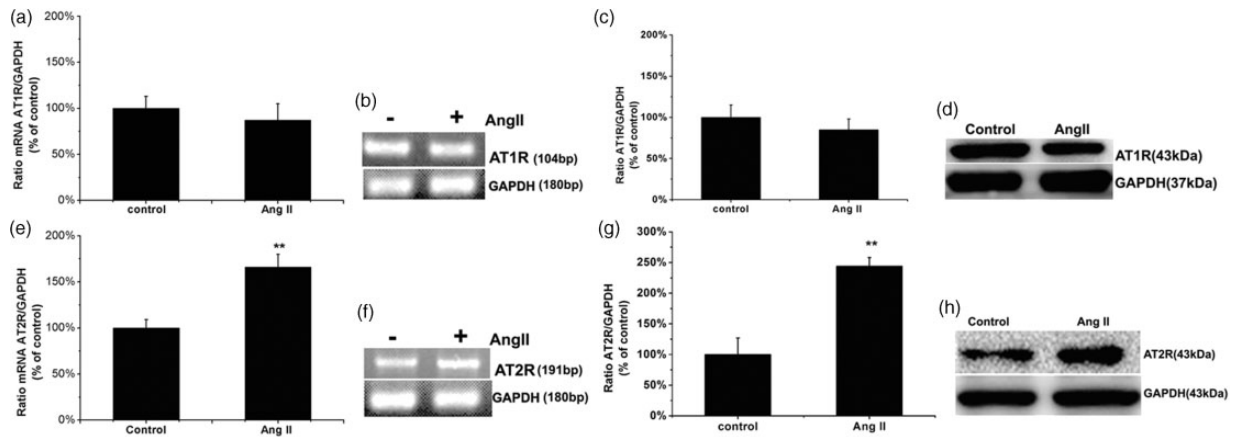 (a)
Ratio mRNA AT1R/GAPDH
(% of control)
200%
150%
100%
50%
0%
control
Ang II
(b)
- + AngII
AT1R (104bp)
GAPDH (180bp)
(c)
Ratio AT1R/GAPDH
(% of control)
200%
150%
100%
50%
0%
control
Ang II
(d)
Control AngII
AT1R(43kDa)
GAPDH(37kDa)
(e)
Ratio mRNA AT2R/GAPDH
(% of control)
200%
150%
100%
50%
0%
**
Control
Ang II
(f)
- + AngII
AT2R (191bp)
GAPDH (180bp)
(g)
Ratio AT2R/GAPDH
(% of control)
300%
250%
200%
150%
100%
50%
0%
**
control
Ang II
(h)
Control Ang II
AT2R(43kDa)
GAPDH(43kDa)